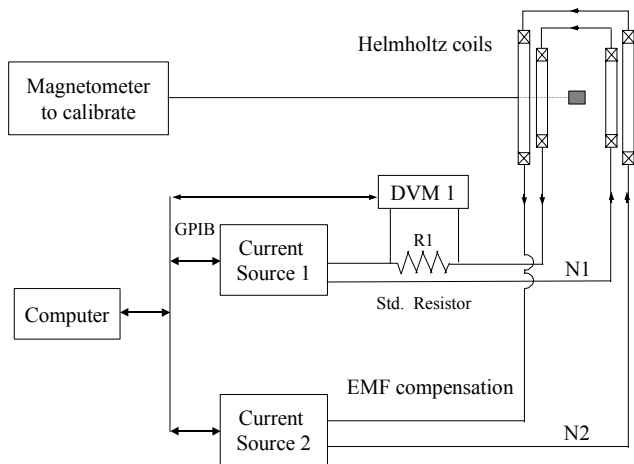 Helmholtz coils
Magnetometer
to calibrate
DVM 1
GPIB
R1
Current
Source 1
N1
Std. Resistor
Computer
EMF compensation
Current
Source 2
N2